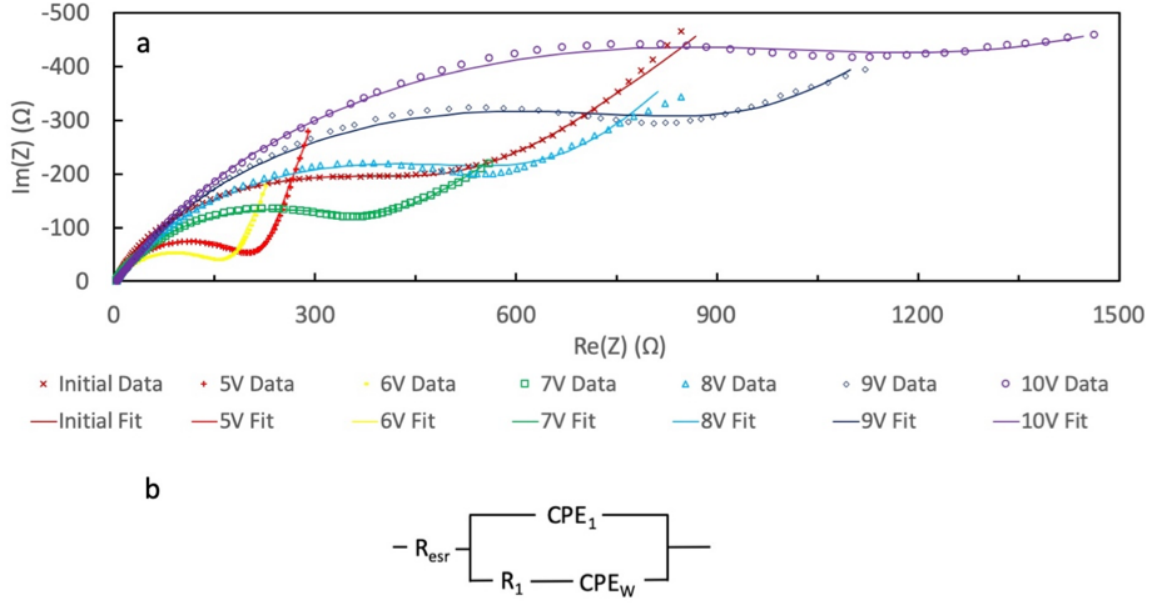 -500
a
-400
-300
-200
-100
0
Im(Z) (Ω)
0 300 600 900 1200 1500
Re(Z) (Ω)
Initial Data 5V Data 6V Data 7V Data 8V Data 9V Data 10V Data
Initial Fit 5V Fit 6V Fit 7V Fit 8V Fit 9V Fit 10V Fit
b
CPE₁
Rₑₛᵣ
R₁ CPE_W